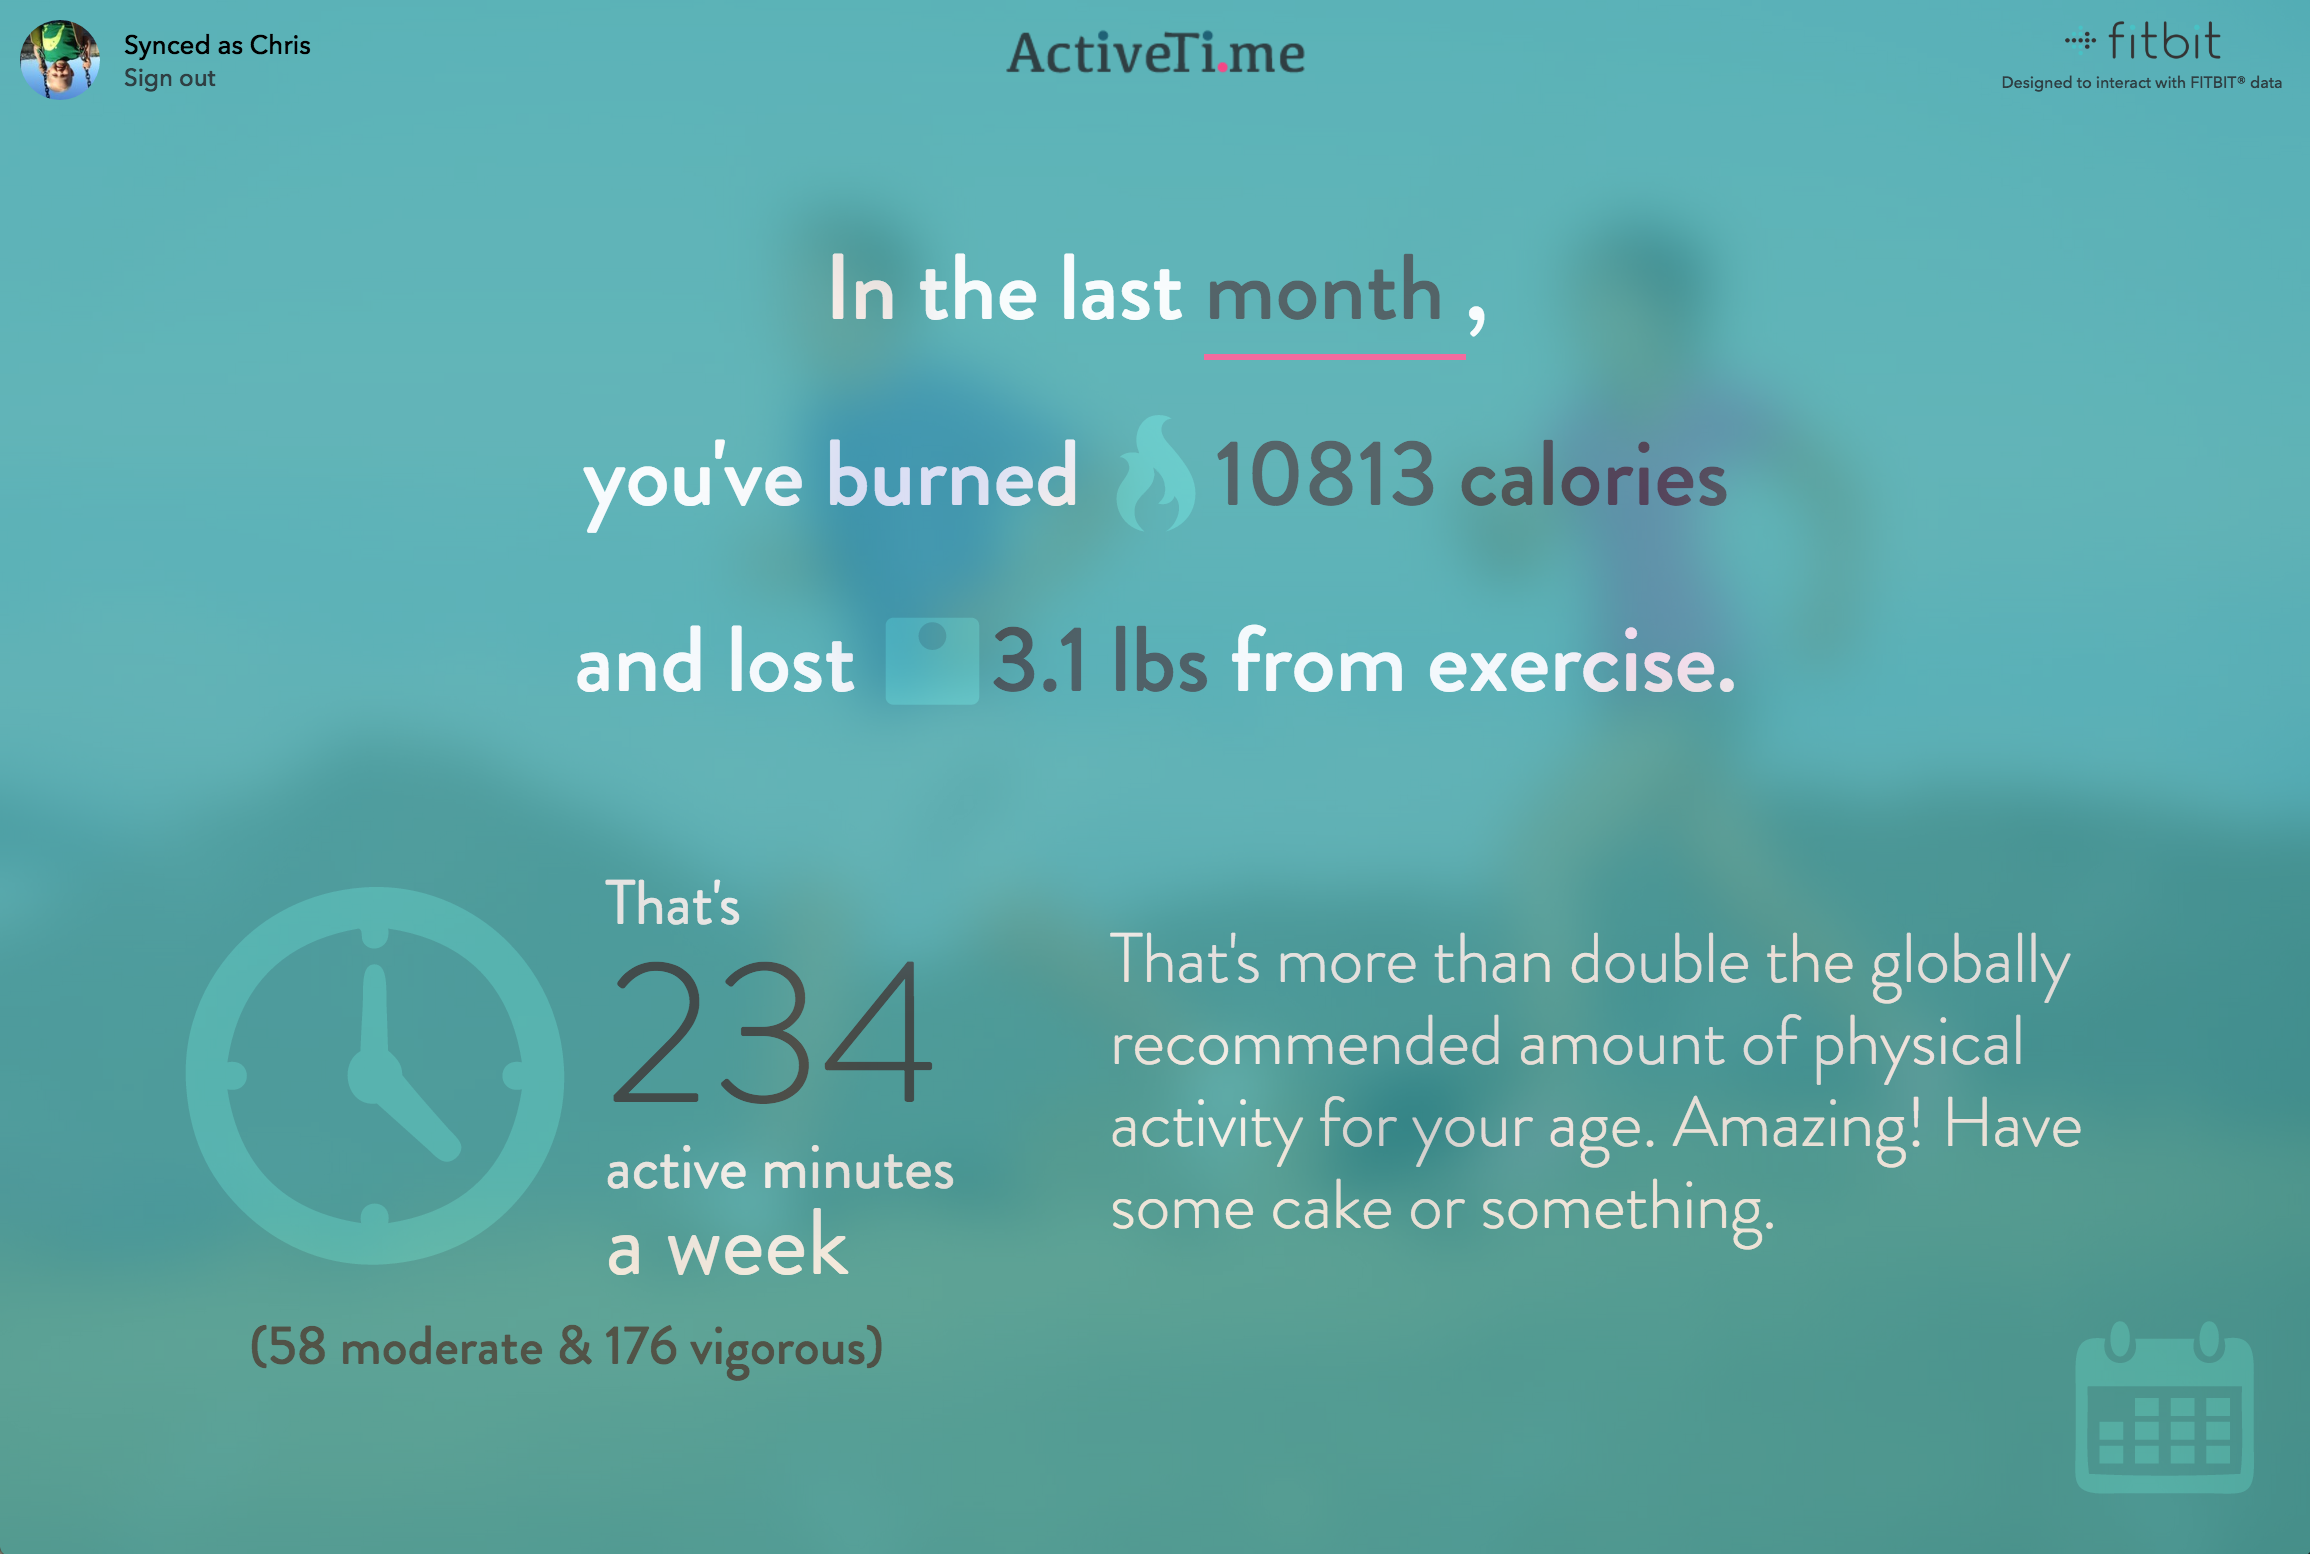 Synced as Chris
Sign out
ActiveTi.me
fitbit
Designed to interact with FITBIT® data
In the last month ,
you've burned 10813 calories
and lost 3.1 lbs from exercise.
That's
234
active minutes
a week
(58 moderate & 176 vigorous)
That's more than double the globally
recommended amount of physical
activity for your age. Amazing! Have
some cake or something.